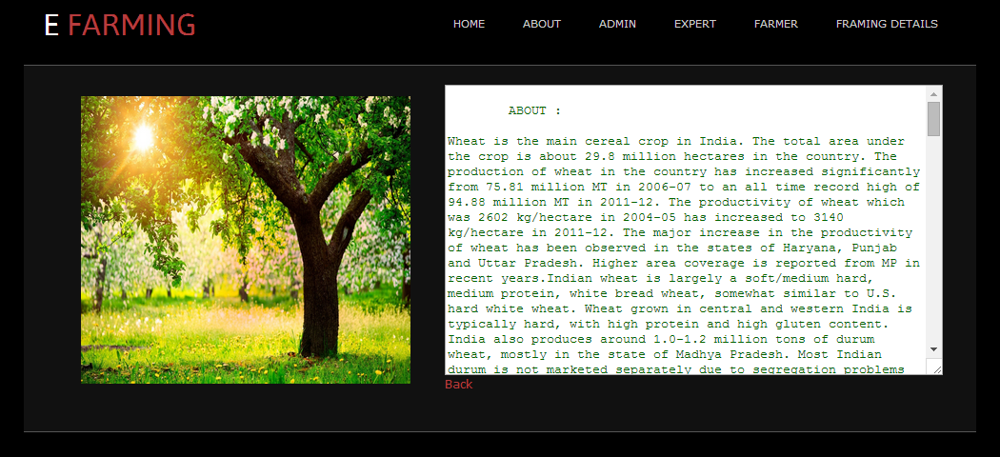 E FARMING
HOME ABOUT ADMIN EXPERT FARMER FRAMING DETAILS
ABOUT :
Wheat is the main cereal crop in India. The total area under
the crop is about 29.8 million hectares in the country. The
production of wheat in the country has increased significantly
from 75.81 million MT in 2006-07 to an all time record high of
94.88 million MT in 2011-12. The productivity of wheat which
was 2602 kg/hectare in 2004-05 has increased to 3140
kg/hectare in 2011-12. The major increase in the productivity
of wheat has been observed in the states of Haryana, Punjab
and Uttar Pradesh. Higher area coverage is reported from MP in
recent years.Indian wheat is largely a soft/medium hard,
medium protein, white bread wheat, somewhat similar to U.S.
hard white wheat. Wheat grown in central and western India is
typically hard, with high protein and high gluten content.
India also produces around 1.0-1.2 million tons of durum
wheat, mostly in the state of Madhya Pradesh. Most Indian
durum is not marketed separately due to segregation problems
Back